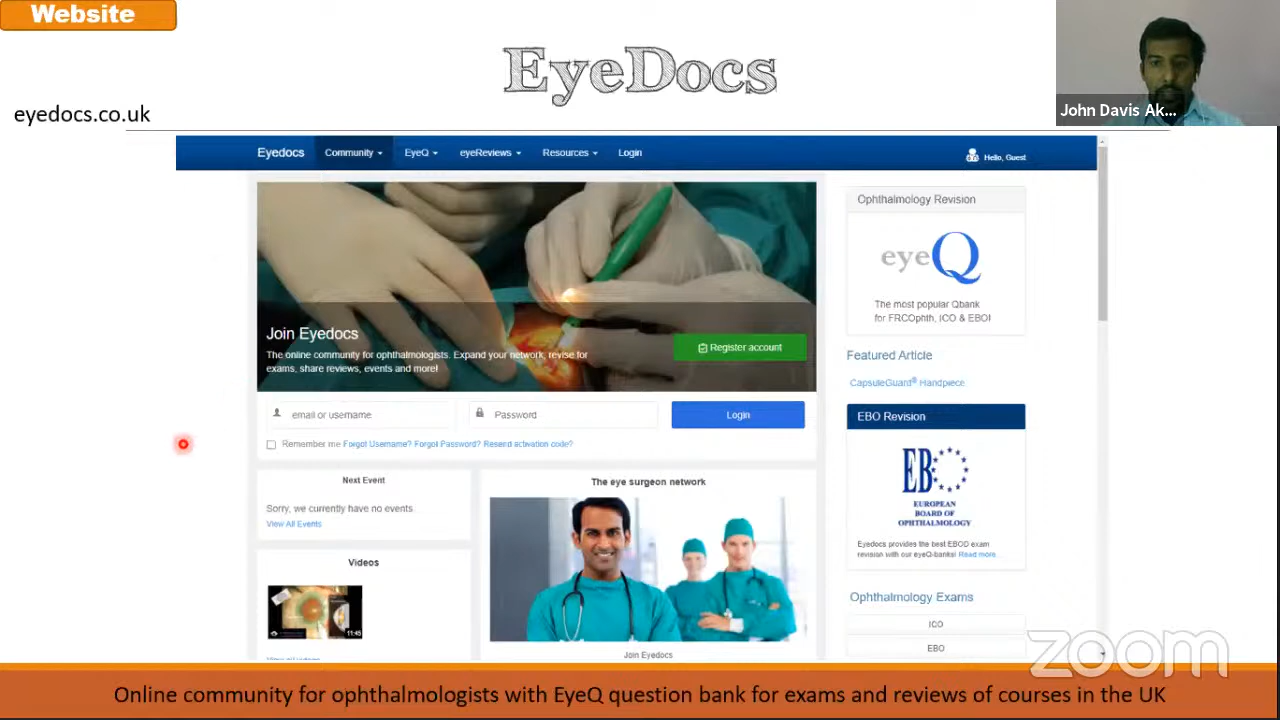 Website
EyeDocs
John Davis Ak...
eyedocs.co.uk
Eyedocs Community EyeQ eyeReviews Resources Login Hello, Guest
Join Eyedocs
The online community for ophthalmologists. Expand your network, revise for
exams, share reviews, events and more!
Register account
email or username Password Login
Remember me Forgot Username? Forgot Password? Resend activation code?
Next Event
Sorry, we currently have no events
View All Events
Videos
11:45
The eye surgeon network
Join Eyedocs
Ophthalmology Revision
eyeQ
The most popular Qbank
for FRCOphth, ICO & EBO!
Featured Article
CapsuleGuard® Handpiece
EBO Revision
EB
EUROPEAN
BOARD OF
OPHTHALMOLOGY
Eyedocs provides the best EBOD exam
revision with our eyeQ-banks! Read more...
Ophthalmology Exams
ICO
EBO
zoom
Online community for ophthalmologists with EyeQ question bank for exams and reviews of courses in the UK